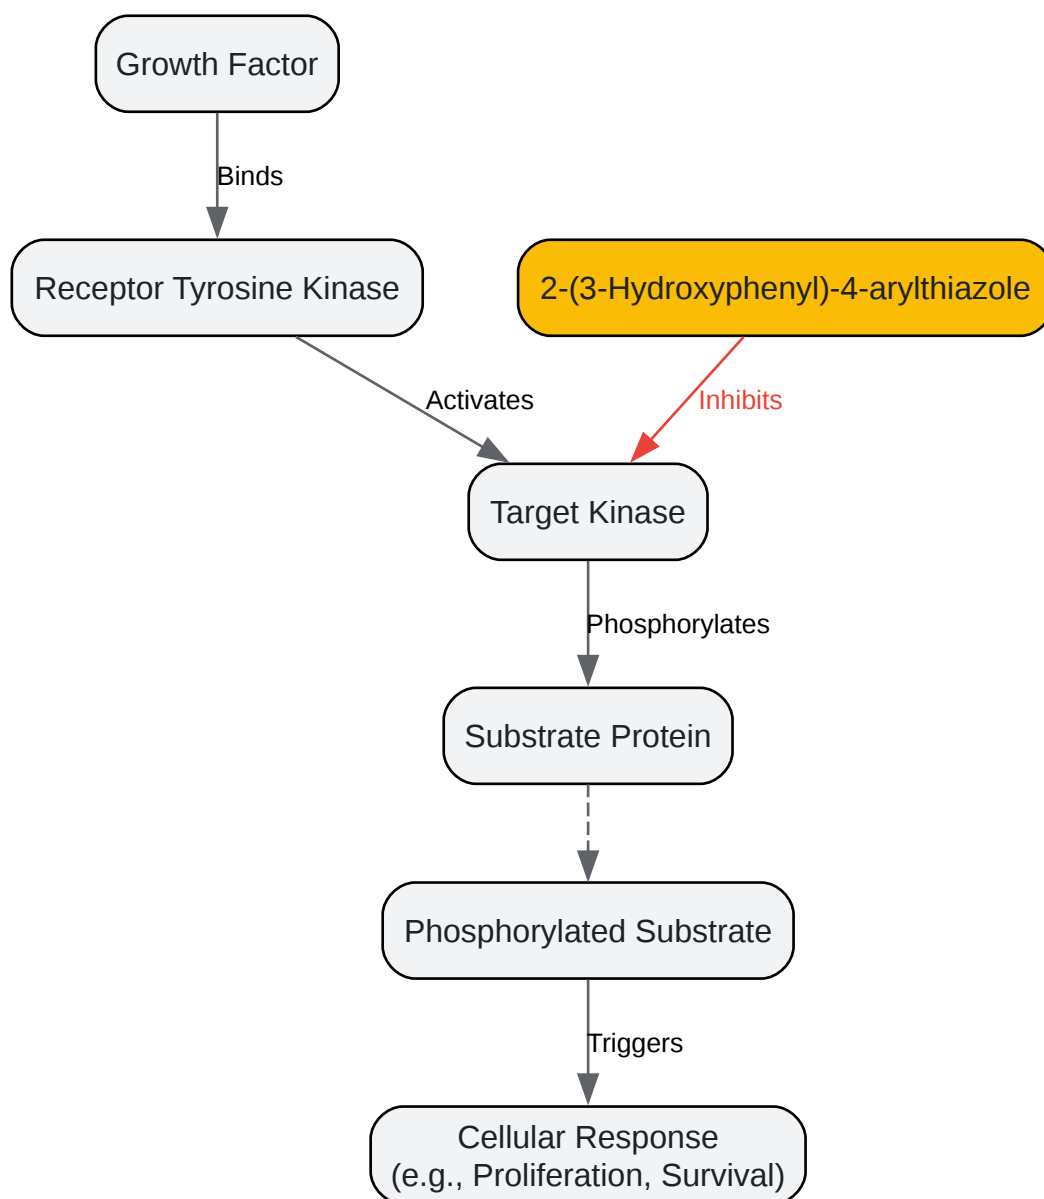 Growth Factor
Binds
Receptor Tyrosine Kinase
2-(3-Hydroxyphenyl)-4-arylthiazole
Activates
Inhibits
Target Kinase
Phosphorylates
Substrate Protein
Phosphorylated Substrate
Triggers
Cellular Response
(e.g., Proliferation, Survival)